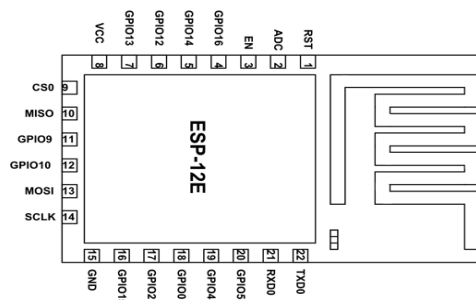 VCC GPIO13 GPIO12 GPIO14 GPIO16 EN ADC RST
8 7 6 5 4 3 2 1
CS0 9
MISO 10
GPIO9 11
GPIO10 12
MOSI 13
SCLK 14
ESP-12E
15 16 17 18 19 20 21 22
GND GPIO1 GPIO2 GPIO0 GPIO4 GPIO5 RXD0 TXD0